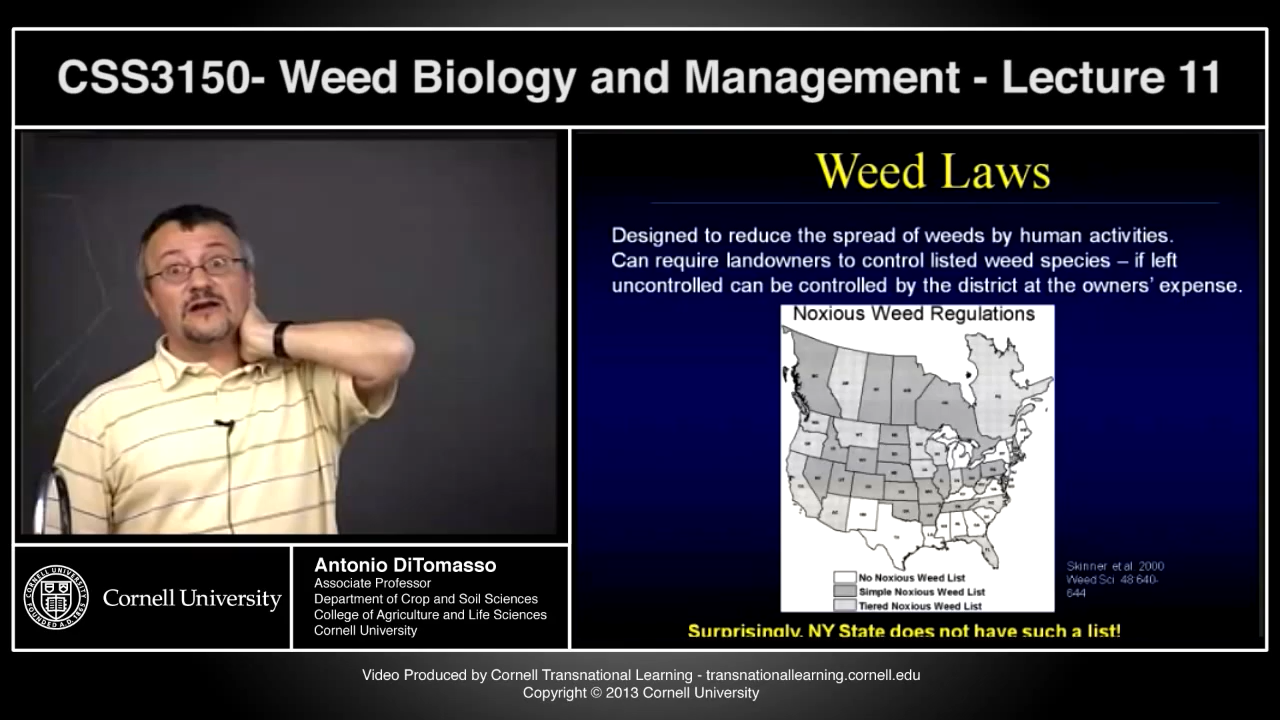 CSS3150- Weed Biology and Management - Lecture 11
Weed Laws
Designed to reduce the spread of weeds by human activities.
Can require landowners to control listed weed species – if left
uncontrolled can be controlled by the district at the owners' expense.
Noxious Weed Regulations
No Noxious Weed List
Simple Noxious Weed List
Tiered Noxious Weed List
Skinner et al 2000
Weed Sci 48:640-
644
Surprisingly, NY State does not have such a list!
Cornell University
Antonio DiTomasso
Associate Professor
Department of Crop and Soil Sciences
College of Agriculture and Life Sciences
Cornell University
Video Produced by Cornell Transnational Learning - transnationallearning.cornell.edu
Copyright © 2013 Cornell University